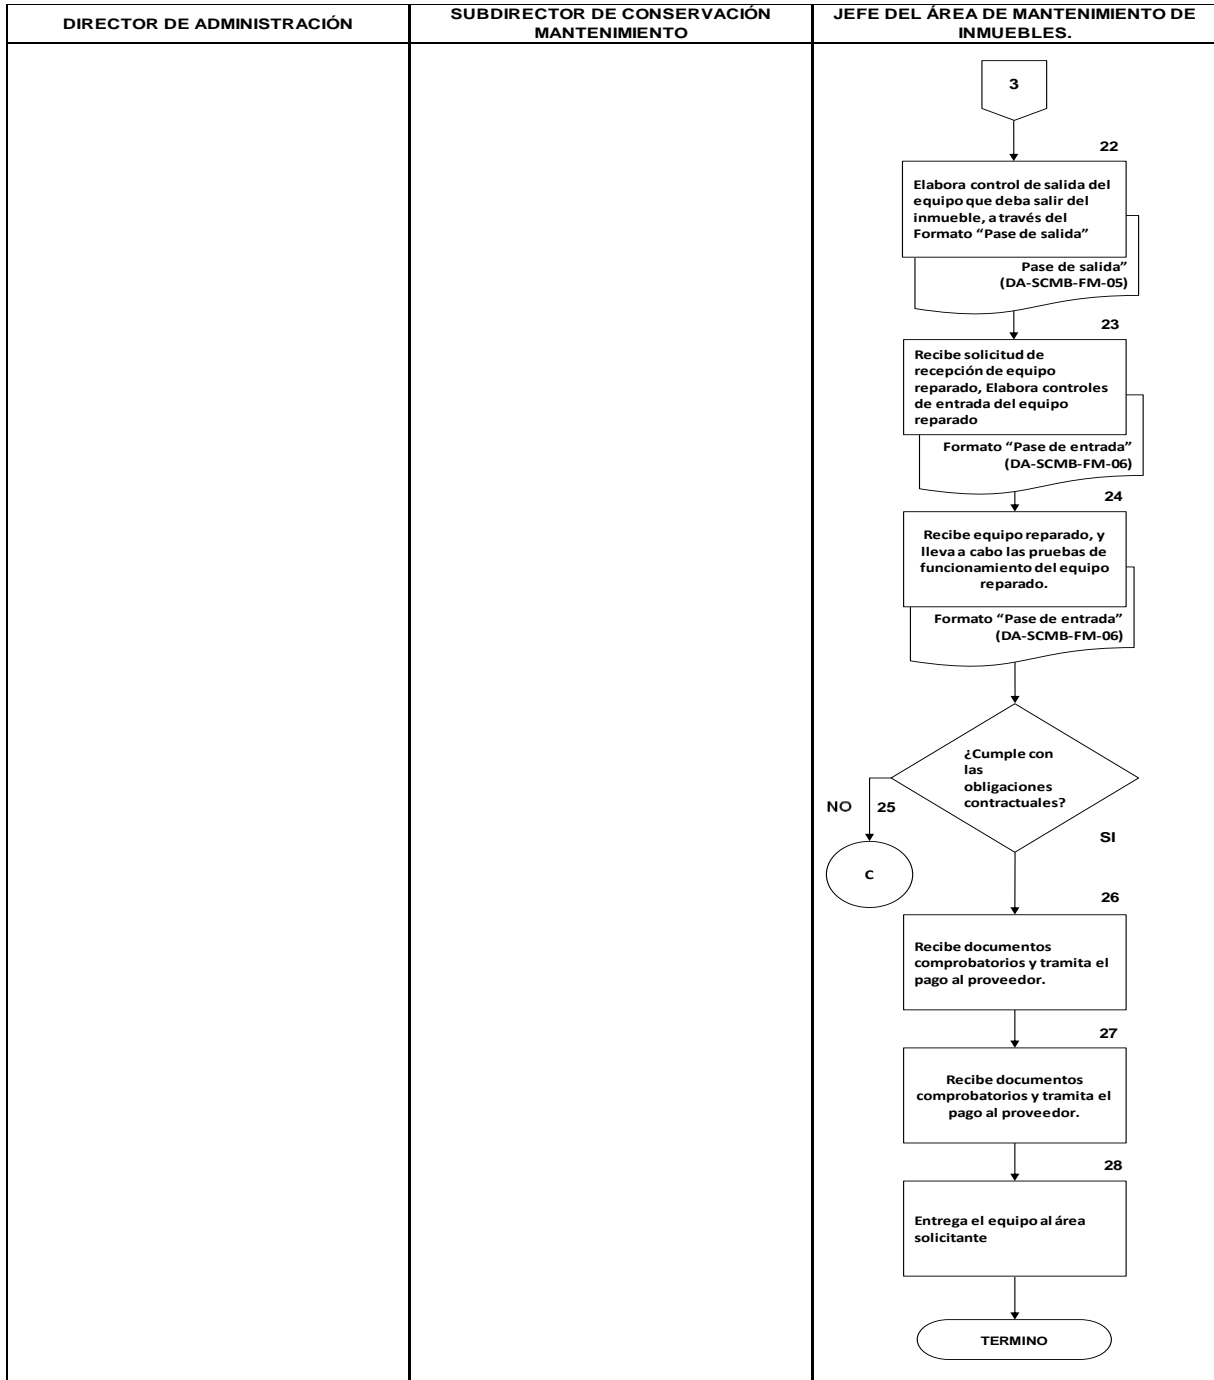 DIRECTOR DE ADMINISTRACIÓN
SUBDIRECTOR DE CONSERVACIÓN
MANTENIMIENTO
JEFE DEL ÁREA DE MANTENIMIENTO DE
INMUEBLES.
3
22
Elabora control de salida del
equipo que deba salir del
inmueble, a través del
Formato “Pase de salida”
Pase de salida”
(DA-SCMB-FM-05)
23
Recibe solicitud de
recepción de equipo
reparado, Elabora controles
de entrada del equipo
reparado
Formato “Pase de entrada”
(DA-SCMB-FM-06)
24
Recibe equipo reparado, y
lleva a cabo las pruebas de
funcionamiento del equipo
reparado.
Formato “Pase de entrada”
(DA-SCMB-FM-06)
¿Cumple con
las
obligaciones
contractuales?
NO
25
SI
C
26
Recibe documentos
comprobatorios y tramita el
pago al proveedor.
27
Recibe documentos
comprobatorios y tramita el
pago al proveedor.
28
Entrega el equipo al área
solicitante
TERMINO